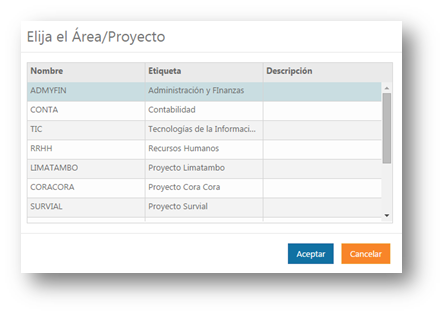 Elija el Área/Proyecto
Nombre Etiqueta Descripción
ADMYFIN Administración y FInanzas
CONTA Contabilidad
TIC Tecnologías de la Informaci...
RRHH Recursos Humanos
LIMATAMBO Proyecto Limatambo
CORACORA Proyecto Cora Cora
SURVIAL Proyecto Survial
Aceptar Cancelar